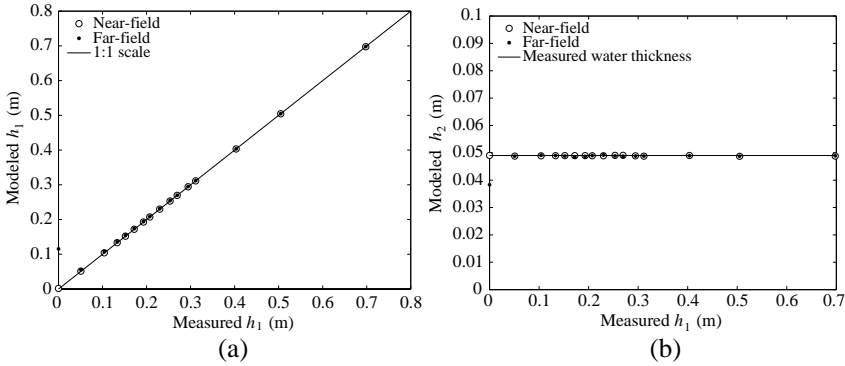 Near-field
Far-field
1:1 scale
0.8
0.7
0.6
0.5
0.4
0.3
0.2
0.1
0
Modeled h1 (m)
0 0.1 0.2 0.3 0.4 0.5 0.6 0.7 0.8
Measured h1 (m)
(a)
Near-field
Far-field
Measured water thickness
0.1
0.09
0.08
0.07
0.06
0.05
0.04
0.03
0.02
0.01
0
Modeled h2 (m)
0 0.1 0.2 0.3 0.4 0.5 0.6 0.7
Measured h1 (m)
(b)